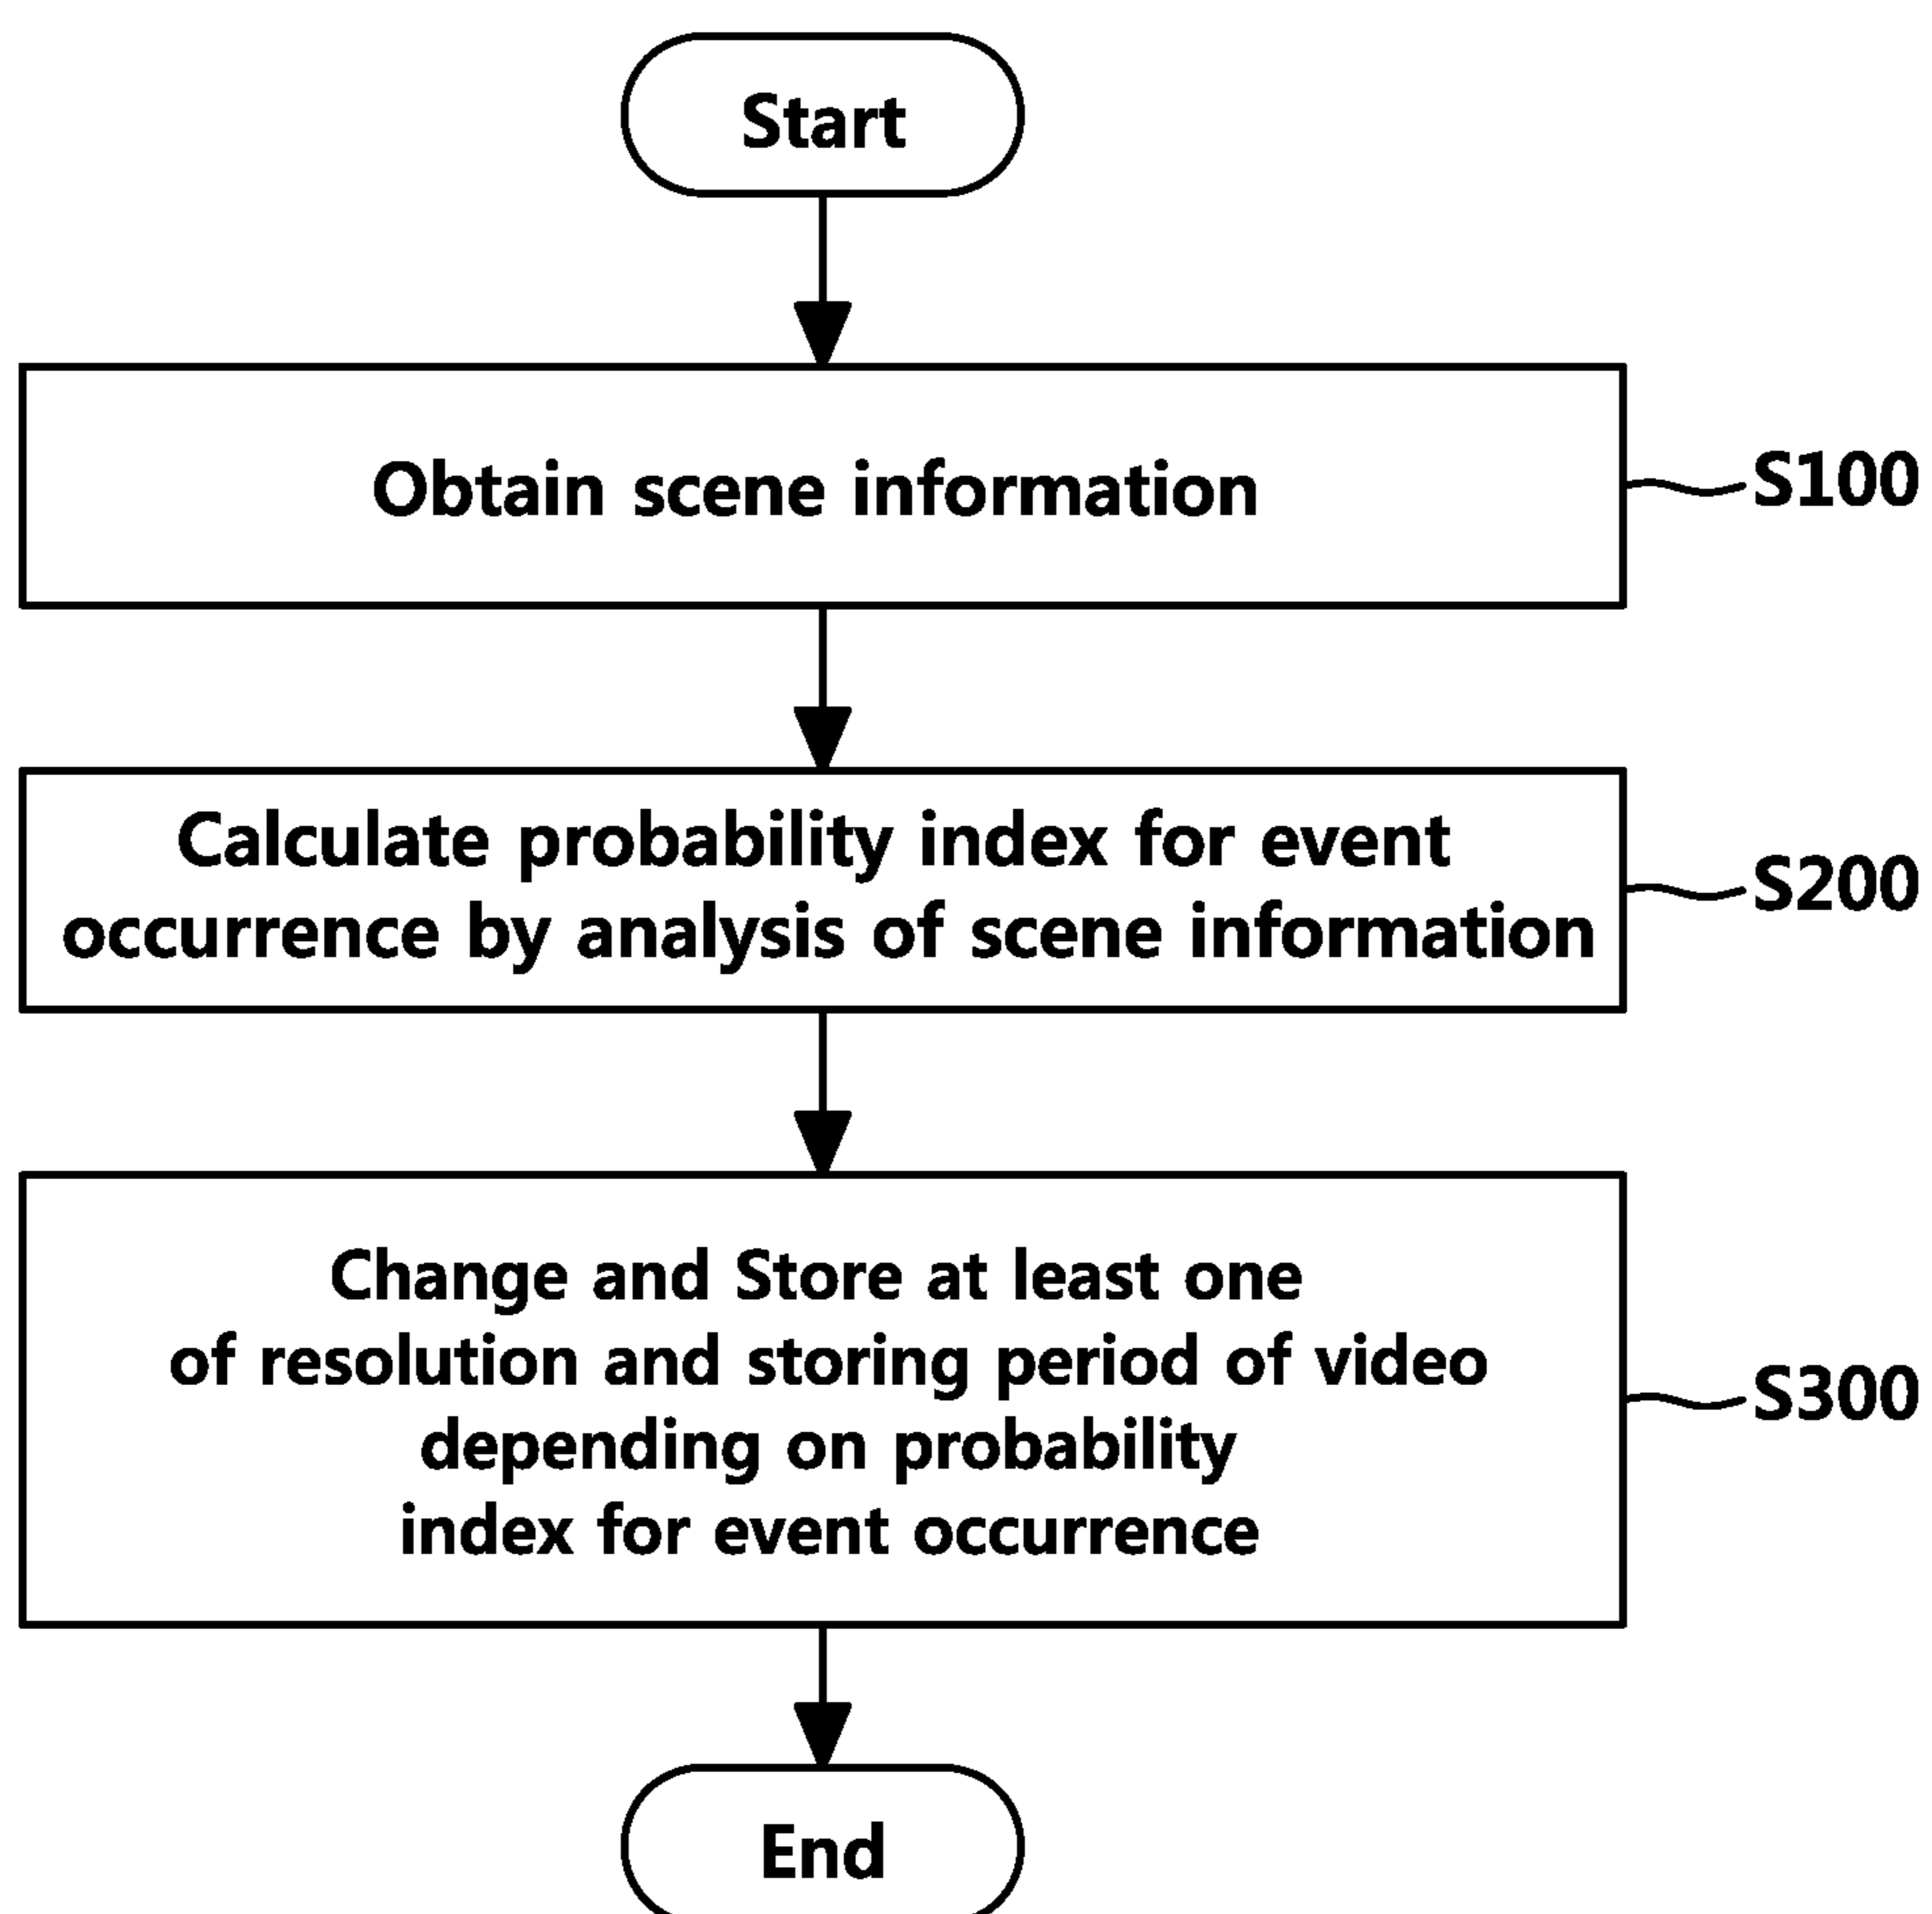 Start
Obtain scene information
S100
Calculate probability index for event
occurrence by analysis of scene information
S200
Change and Store at least one
of resolution and storing period of video
depending on probability
index for event occurrence
S300
End